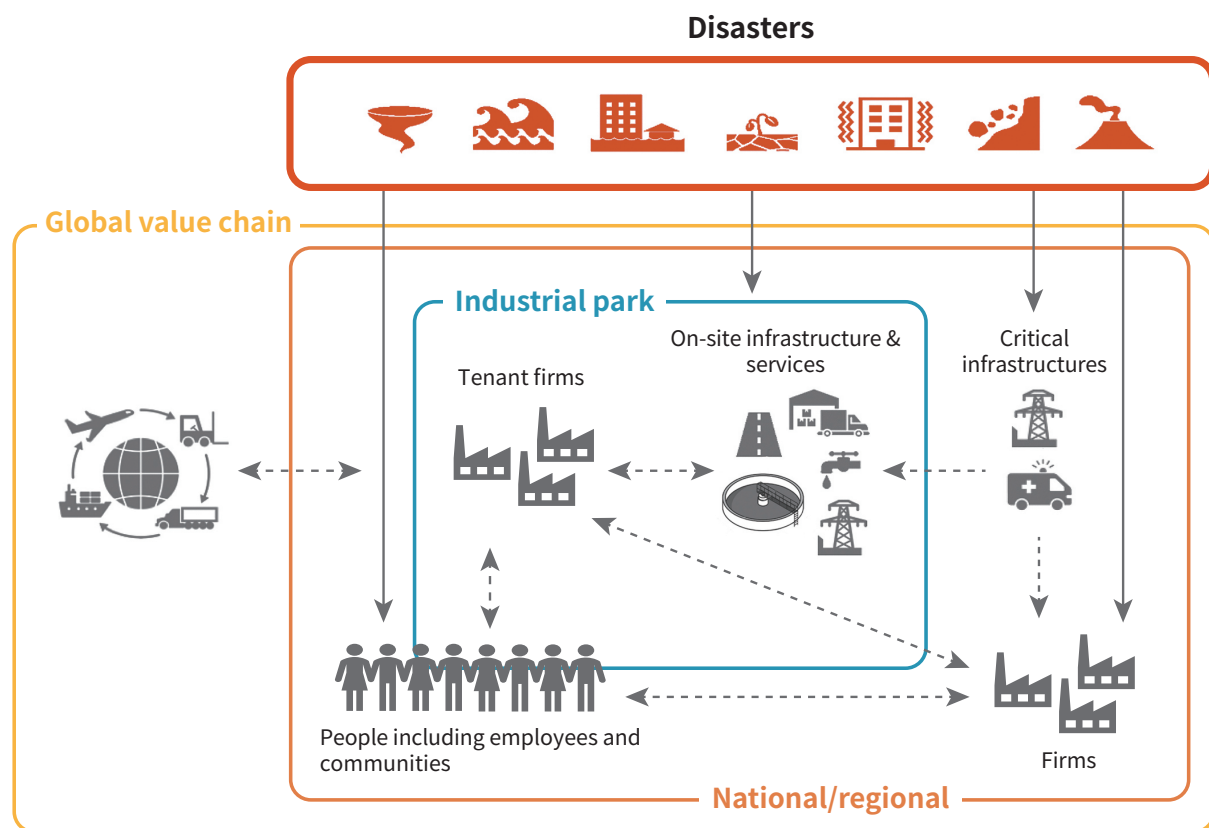 Disasters
Global value chain
Industrial park
On-site infrastructure &
services
Critical
infrastructures
Tenant firms
People including employees and
communities
Firms
National/regional